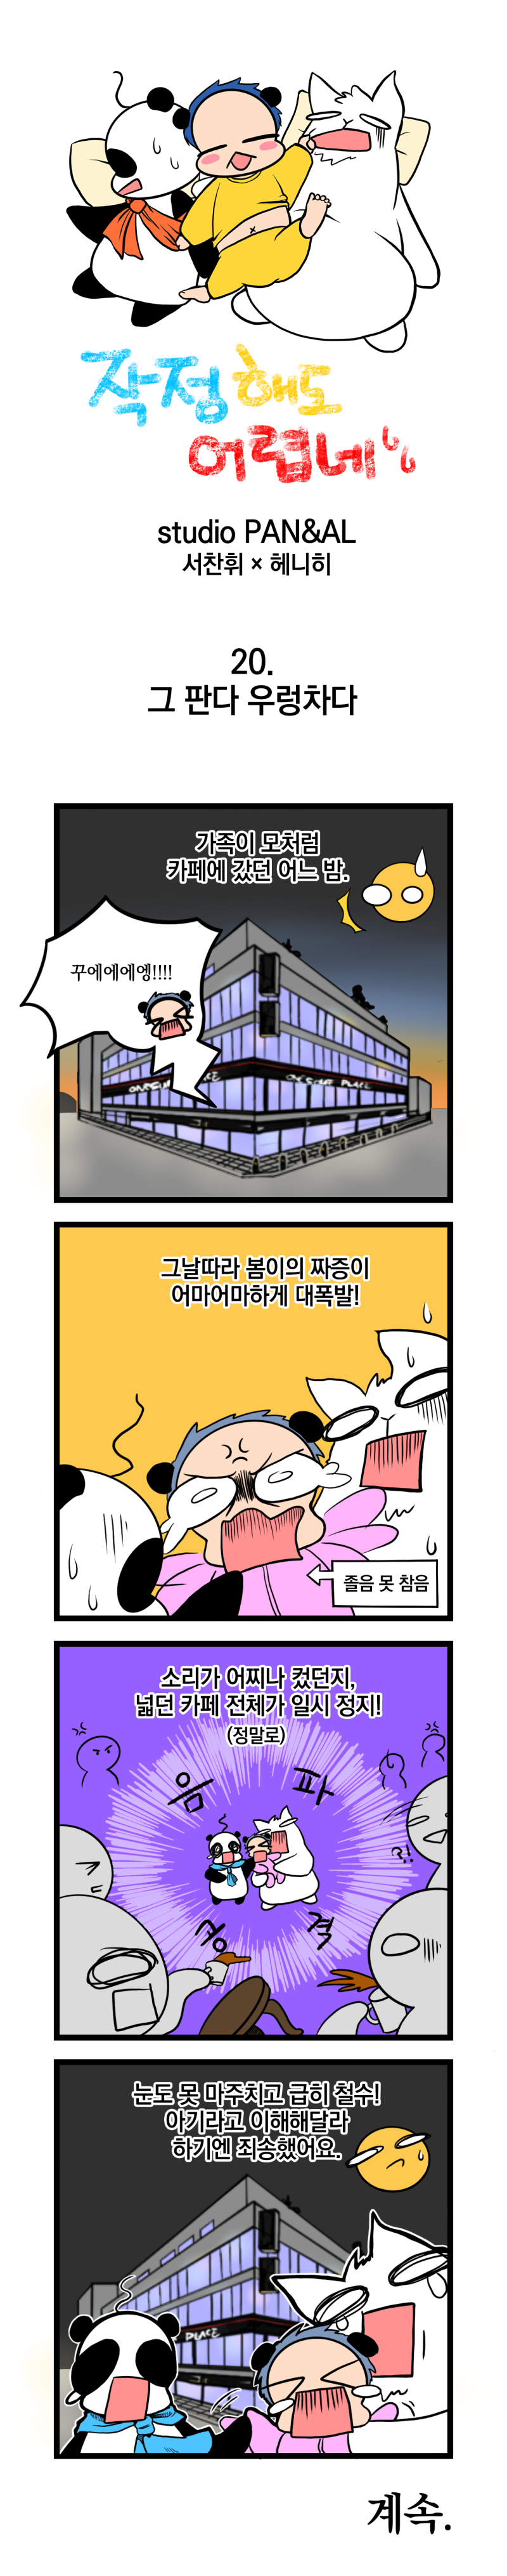 작정해도
어렵네
studio PAN&AL
서찬휘 × 헤니히
20.
그 판다 우렁차다
가족이 모처럼
카페에 갔던 어느 밤.
꾸에에에엥!!!!
그날따라 봄이의 짜증이
어마어마하게 대폭발!
졸음 못 참음
소리가 어찌나 컸던지,
넓던 카페 전체가 일시 정지!
(정말로)
음 파
?!
공 격
눈도 못 마주치고 급히 철수!
아기라고 이해해달라
하기엔 죄송했어요.
PLACE
계속.